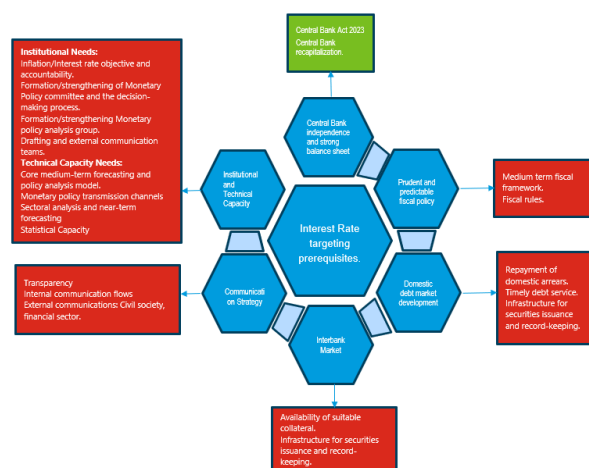 Central Bank Act 2023
Central Bank
recapitalization.
Institutional Needs:
Inflation/Interest rate objective and
accountability.
Formation/strengthening of Monetary
Policy committee and the decision-
making process.
Formation/strengthening Monetary
policy analysis group.
Drafting and external communication
teams.
Technical Capacity Needs:
Core medium-term forecasting and
policy analysis model.
Monetary policy transmission channels
Sectoral analysis and near-term
forecasting
Statistical Capacity
Central Bank
independence and
strong
balance sheet
Institutional
and
Technical
Capacity
Prudent and
predictable
fiscal policy
Medium term fiscal
framework.
Fiscal rules.
Interest Rate
targeting
prerequisites.
Transparency
Internal communication flows
External communications: Civil society,
financial sector.
Communicati
on Strategy
Domestic
debt market
development
Repayment of
domestic arrears.
Timely debt service.
Infrastructure for
securities issuance
and record-keeping.
Interbank
Market
Availability of suitable
collateral.
Infrastructure for securities
issuance and record-
keeping.